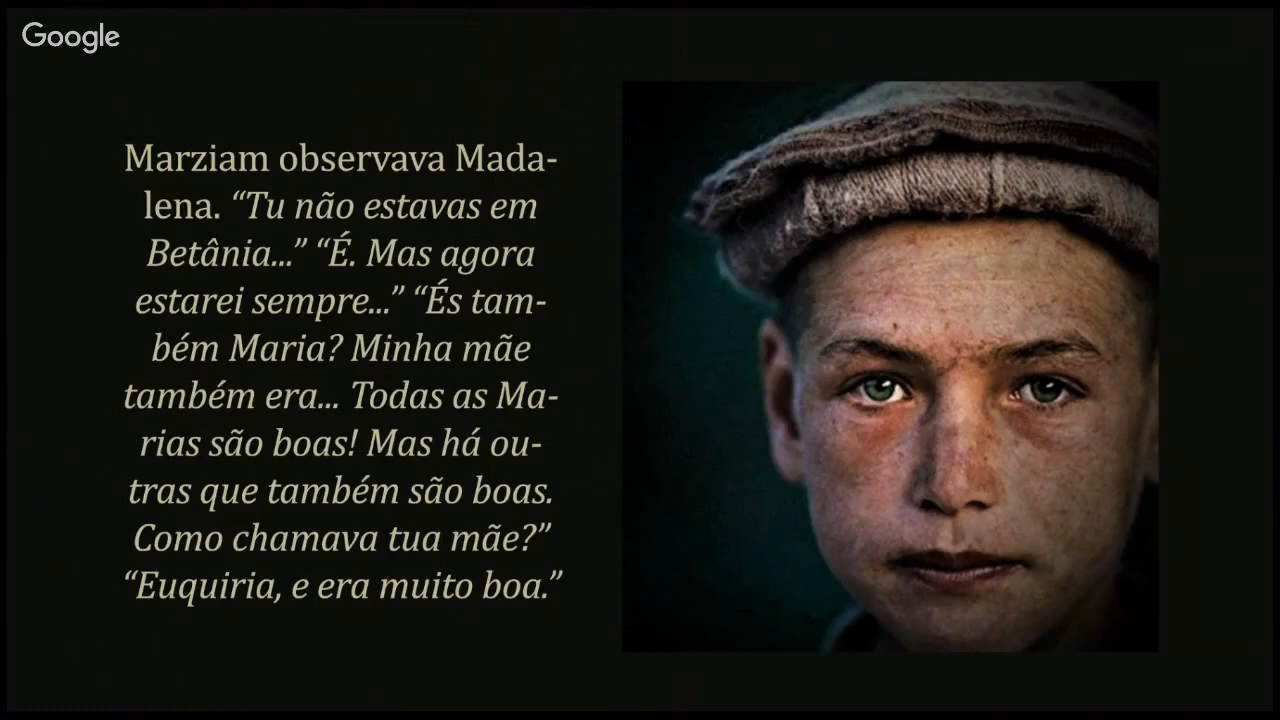 Google
Marziam observava Mada-
lena. “Tu não estavas em
Betânia...” “É. Mas agora
estarei sempre...” “És tam-
bém Maria? Minha mãe
também era... Todas as Ma-
rias são boas! Mas há ou-
tras que também são boas.
Como chamava tua mãe?”
“Euquiria, e era muito boa.”